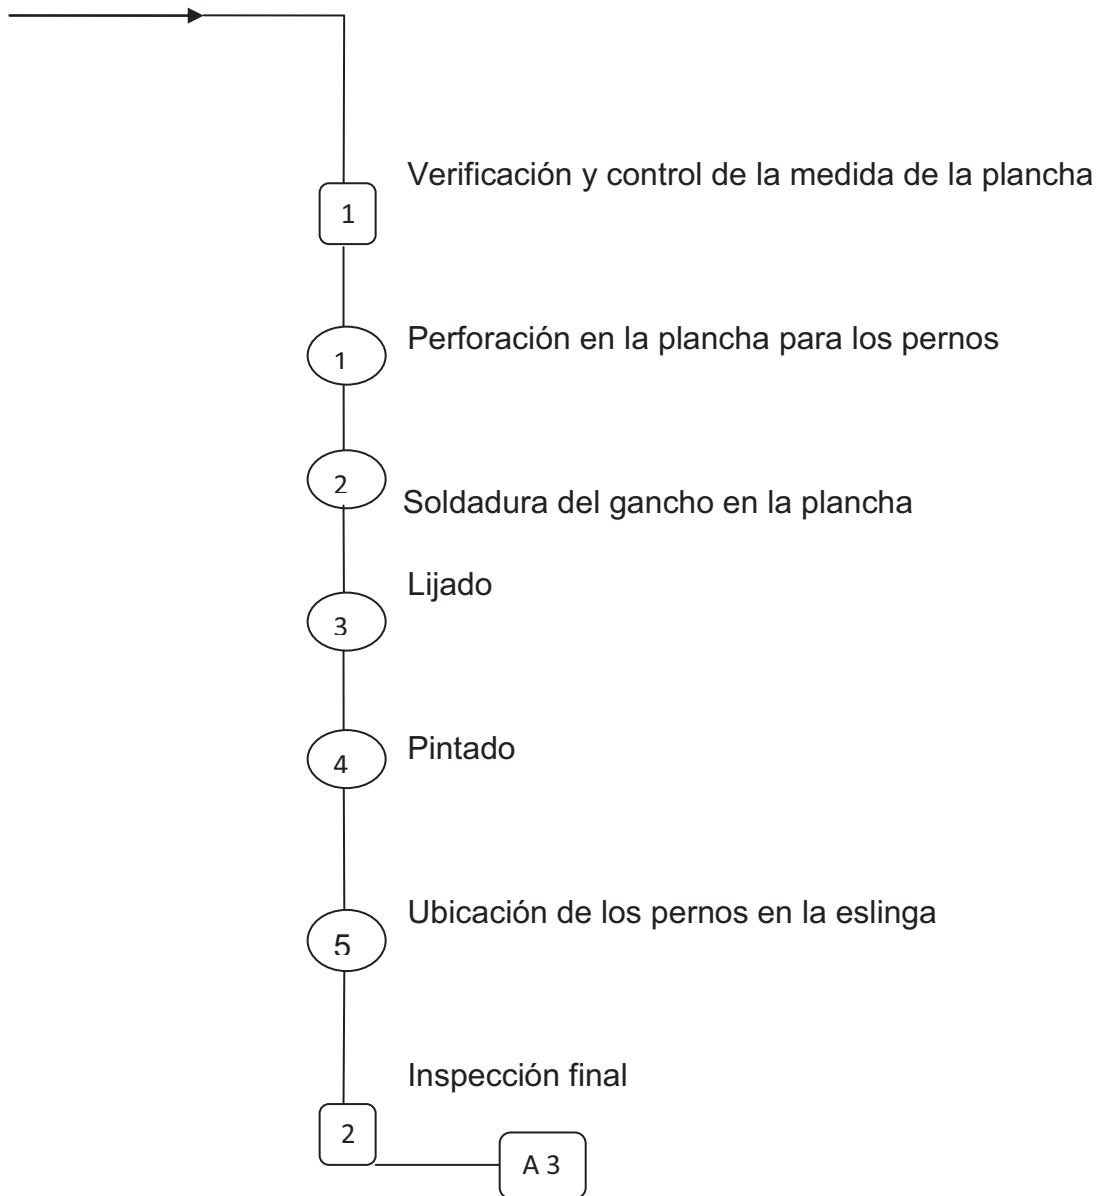 Verificación y control de la medida de la plancha
1
Perforación en la plancha para los pernos
1
2
Soldadura del gancho en la plancha
Lijado
3
Pintado
4
Ubicación de los pernos en la eslinga
5
Inspección final
2
A 3